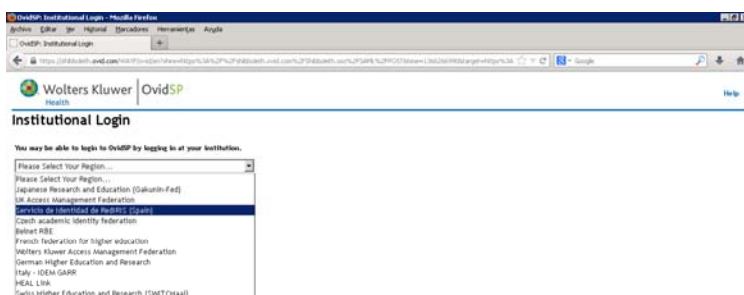 OvidSP: Institutional Login - Mozilla Firefox
Archivo Editar Ver Historial Marcadores Herramientas Ayuda
OvidSP: Institutional Login +
Google
Wolters Kluwer OvidSP
Health
Help
Institutional Login
You may be able to login to OvidSP by logging in at your institution.
Please Select Your Region...
Please Select Your Region...
Japanese Research and Education (Gakunin-Fed)
UK Access Management Federation
Servicio de Identidad de RedIRIS (Spain)
Czech academic identity federation
Belnet R&E
French federation for higher education
Wolters Kluwer Access Management Federation
German Higher Education and Research
Italy - IDEM GARR
HEAL Link
Swiss Higher Education and Research (SWITCHaai)